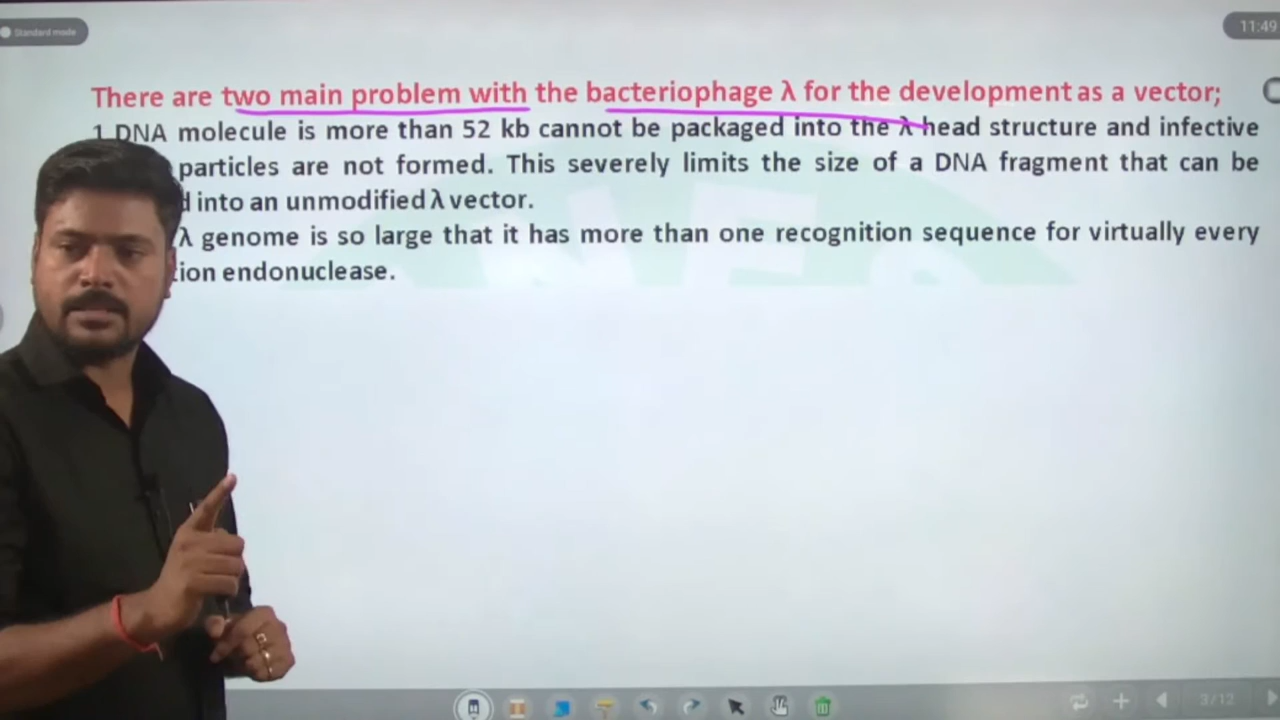 Standard mode
11:49
There are two main problem with the bacteriophage λ for the development as a vector;
1 DNA molecule is more than 52 kb cannot be packaged into the λ head structure and infective
particles are not formed. This severely limits the size of a DNA fragment that can be
into an unmodified λ vector.
λ genome is so large that it has more than one recognition sequence for virtually every
endonuclease.
3/12